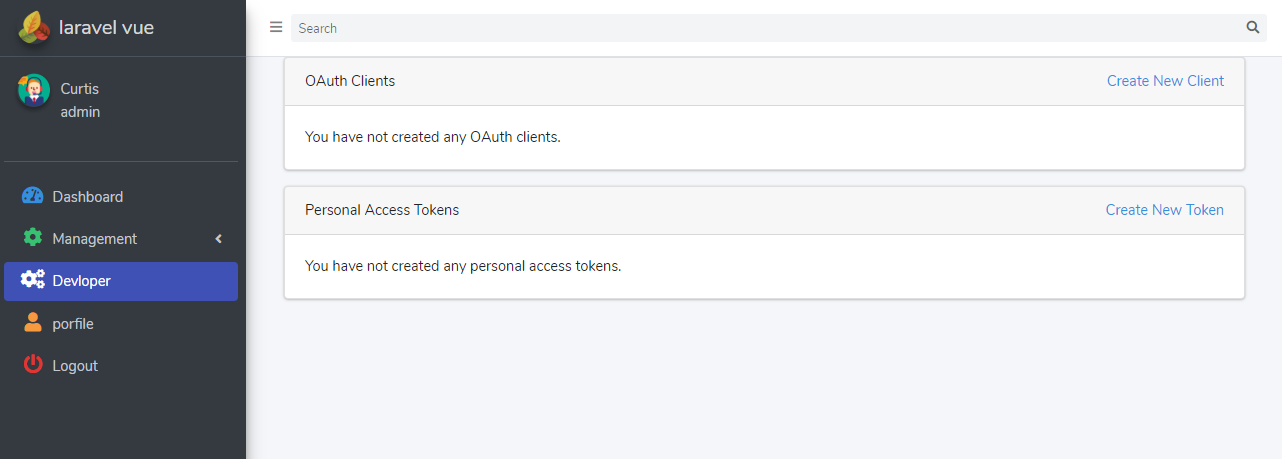 laravel vue
Search
Curtis
admin
Dashboard
Management
Devloper
porfile
Logout
OAuth Clients
Create New Client
You have not created any OAuth clients.
Personal Access Tokens
Create New Token
You have not created any personal access tokens.